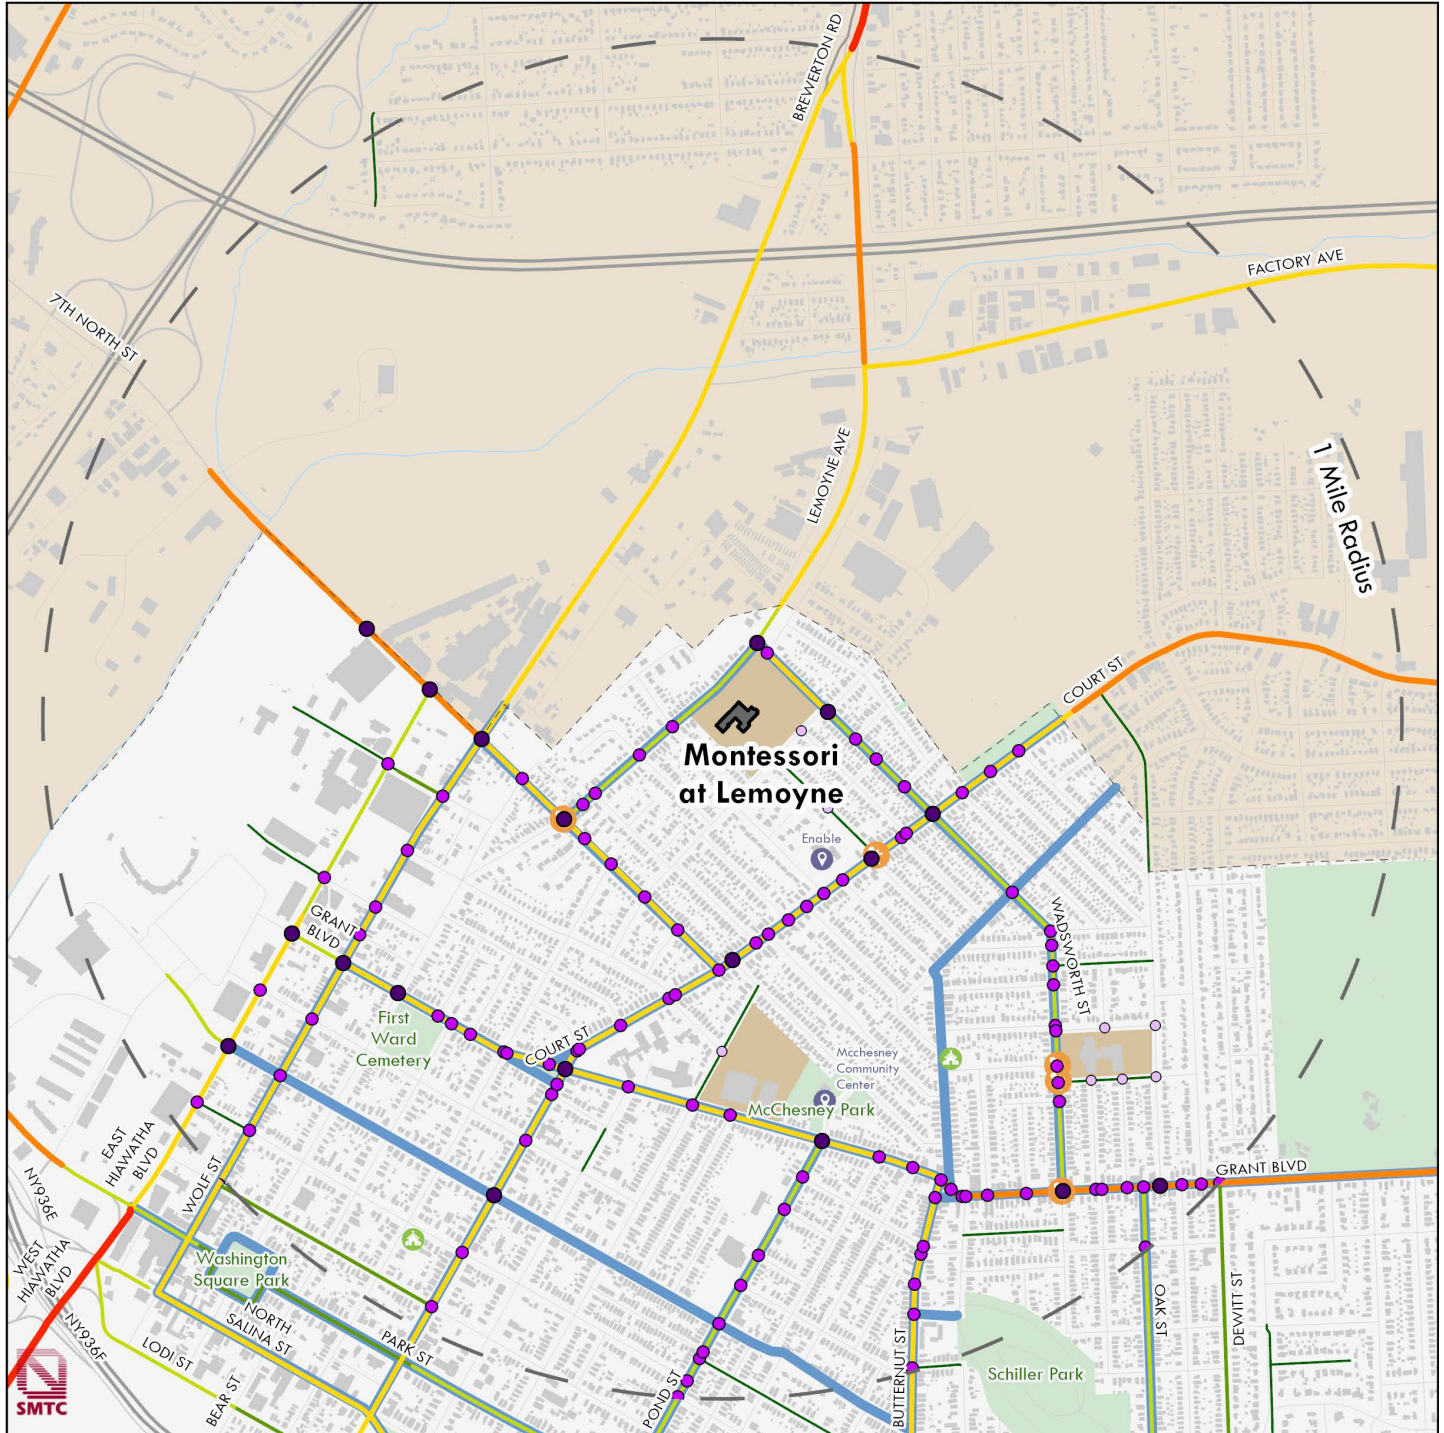 BREWERTON RD
FACTORY AVE
7TH NORTH ST
LEMOYNE AVE
1 Mile Radius
COURT ST
Montessori
at Lemoyne
Enable
GRANT
BLVD
WADSWORTH ST
First
Ward
Cemetery
COURT ST
Mcchesney
Community
Center
McChesney Park
EAST
HIAWATHA
BLVD
GRANT BLVD
NY936E
WOLF ST
WEST
HIAWATHA
BLVD
Washington
Square Park
NORTH
SALINA ST
OAK ST
DEWITT ST
NY936F
LODI ST
PARK ST
BEAR ST
POND ST
BUTTERNUT ST
Schiller Park
SMTC